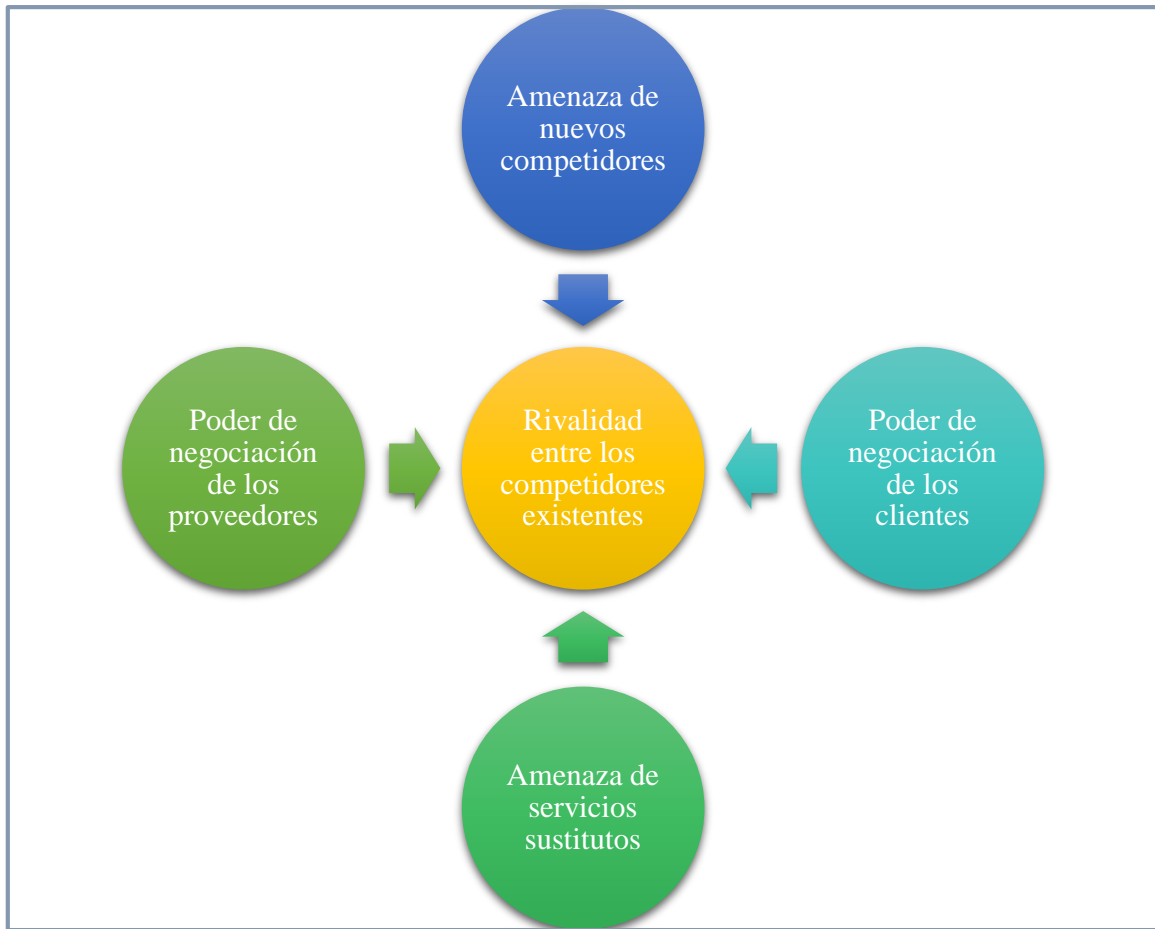 Amenaza de
nuevos
competidores
Poder de
negociación
de los
proveedores
Rivalidad
entre los
competidores
existentes
Poder de
negociación
de los
clientes
Amenaza de
servicios
sustitutos